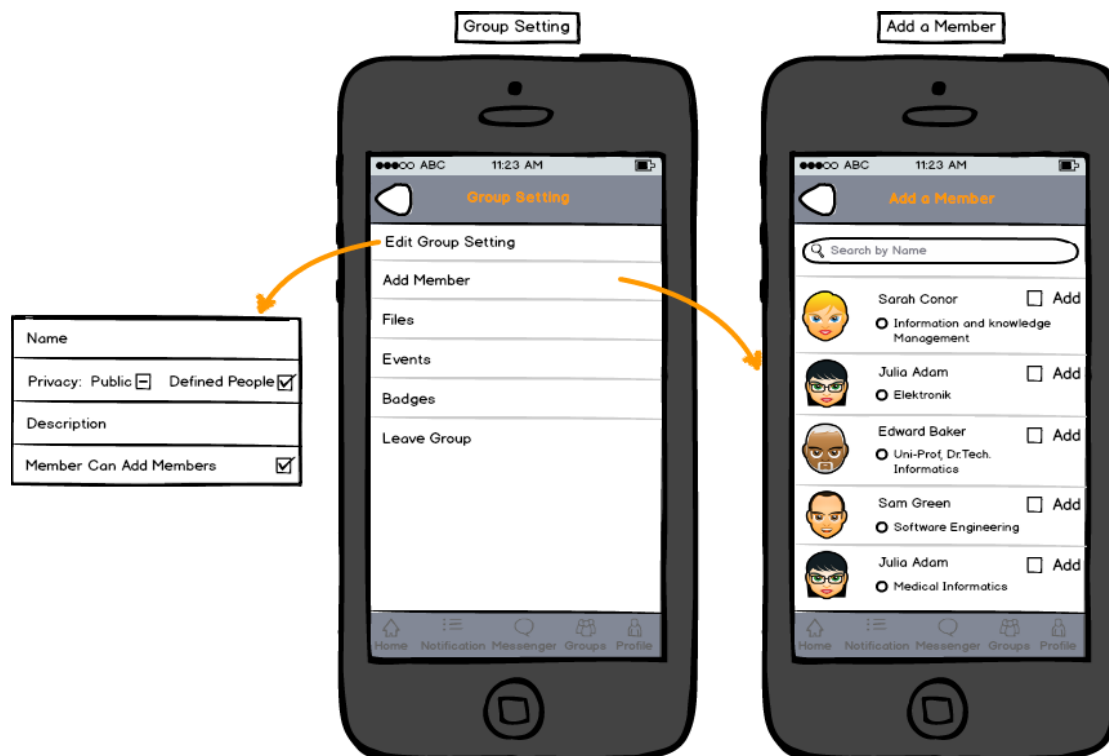 Group Setting
ABC 11:23 AM
Group Setting
Edit Group Setting
Add Member
Files
Events
Badges
Leave Group
Home Notification Messenger Groups Profile
Name
Privacy: Public Defined People
Description
Member Can Add Members
Add a Member
ABC 11:23 AM
Add a Member
Search by Name
Sarah Conor Add
Information and knowledge
Management
Julia Adam Add
Elektronik
Edward Baker Add
Uni-Prof, Dr.Tech.
Informatics
Sam Green Add
Software Engineering
Julia Adam Add
Medical Informatics
Home Notification Messenger Groups Profile